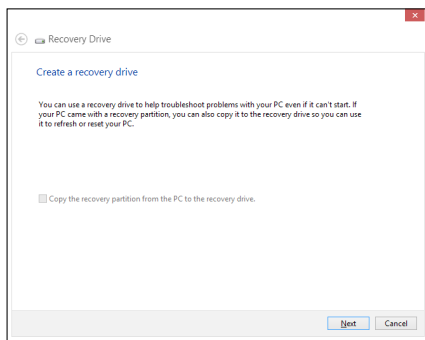 Recovery Drive
Create a recovery drive
You can use a recovery drive to help troubleshoot problems with your PC even if it can't start. If
your PC came with a recovery partition, you can also copy it to the recovery drive so you can use
it to refresh or reset your PC.
Copy the recovery partition from the PC to the recovery drive.
Next Cancel